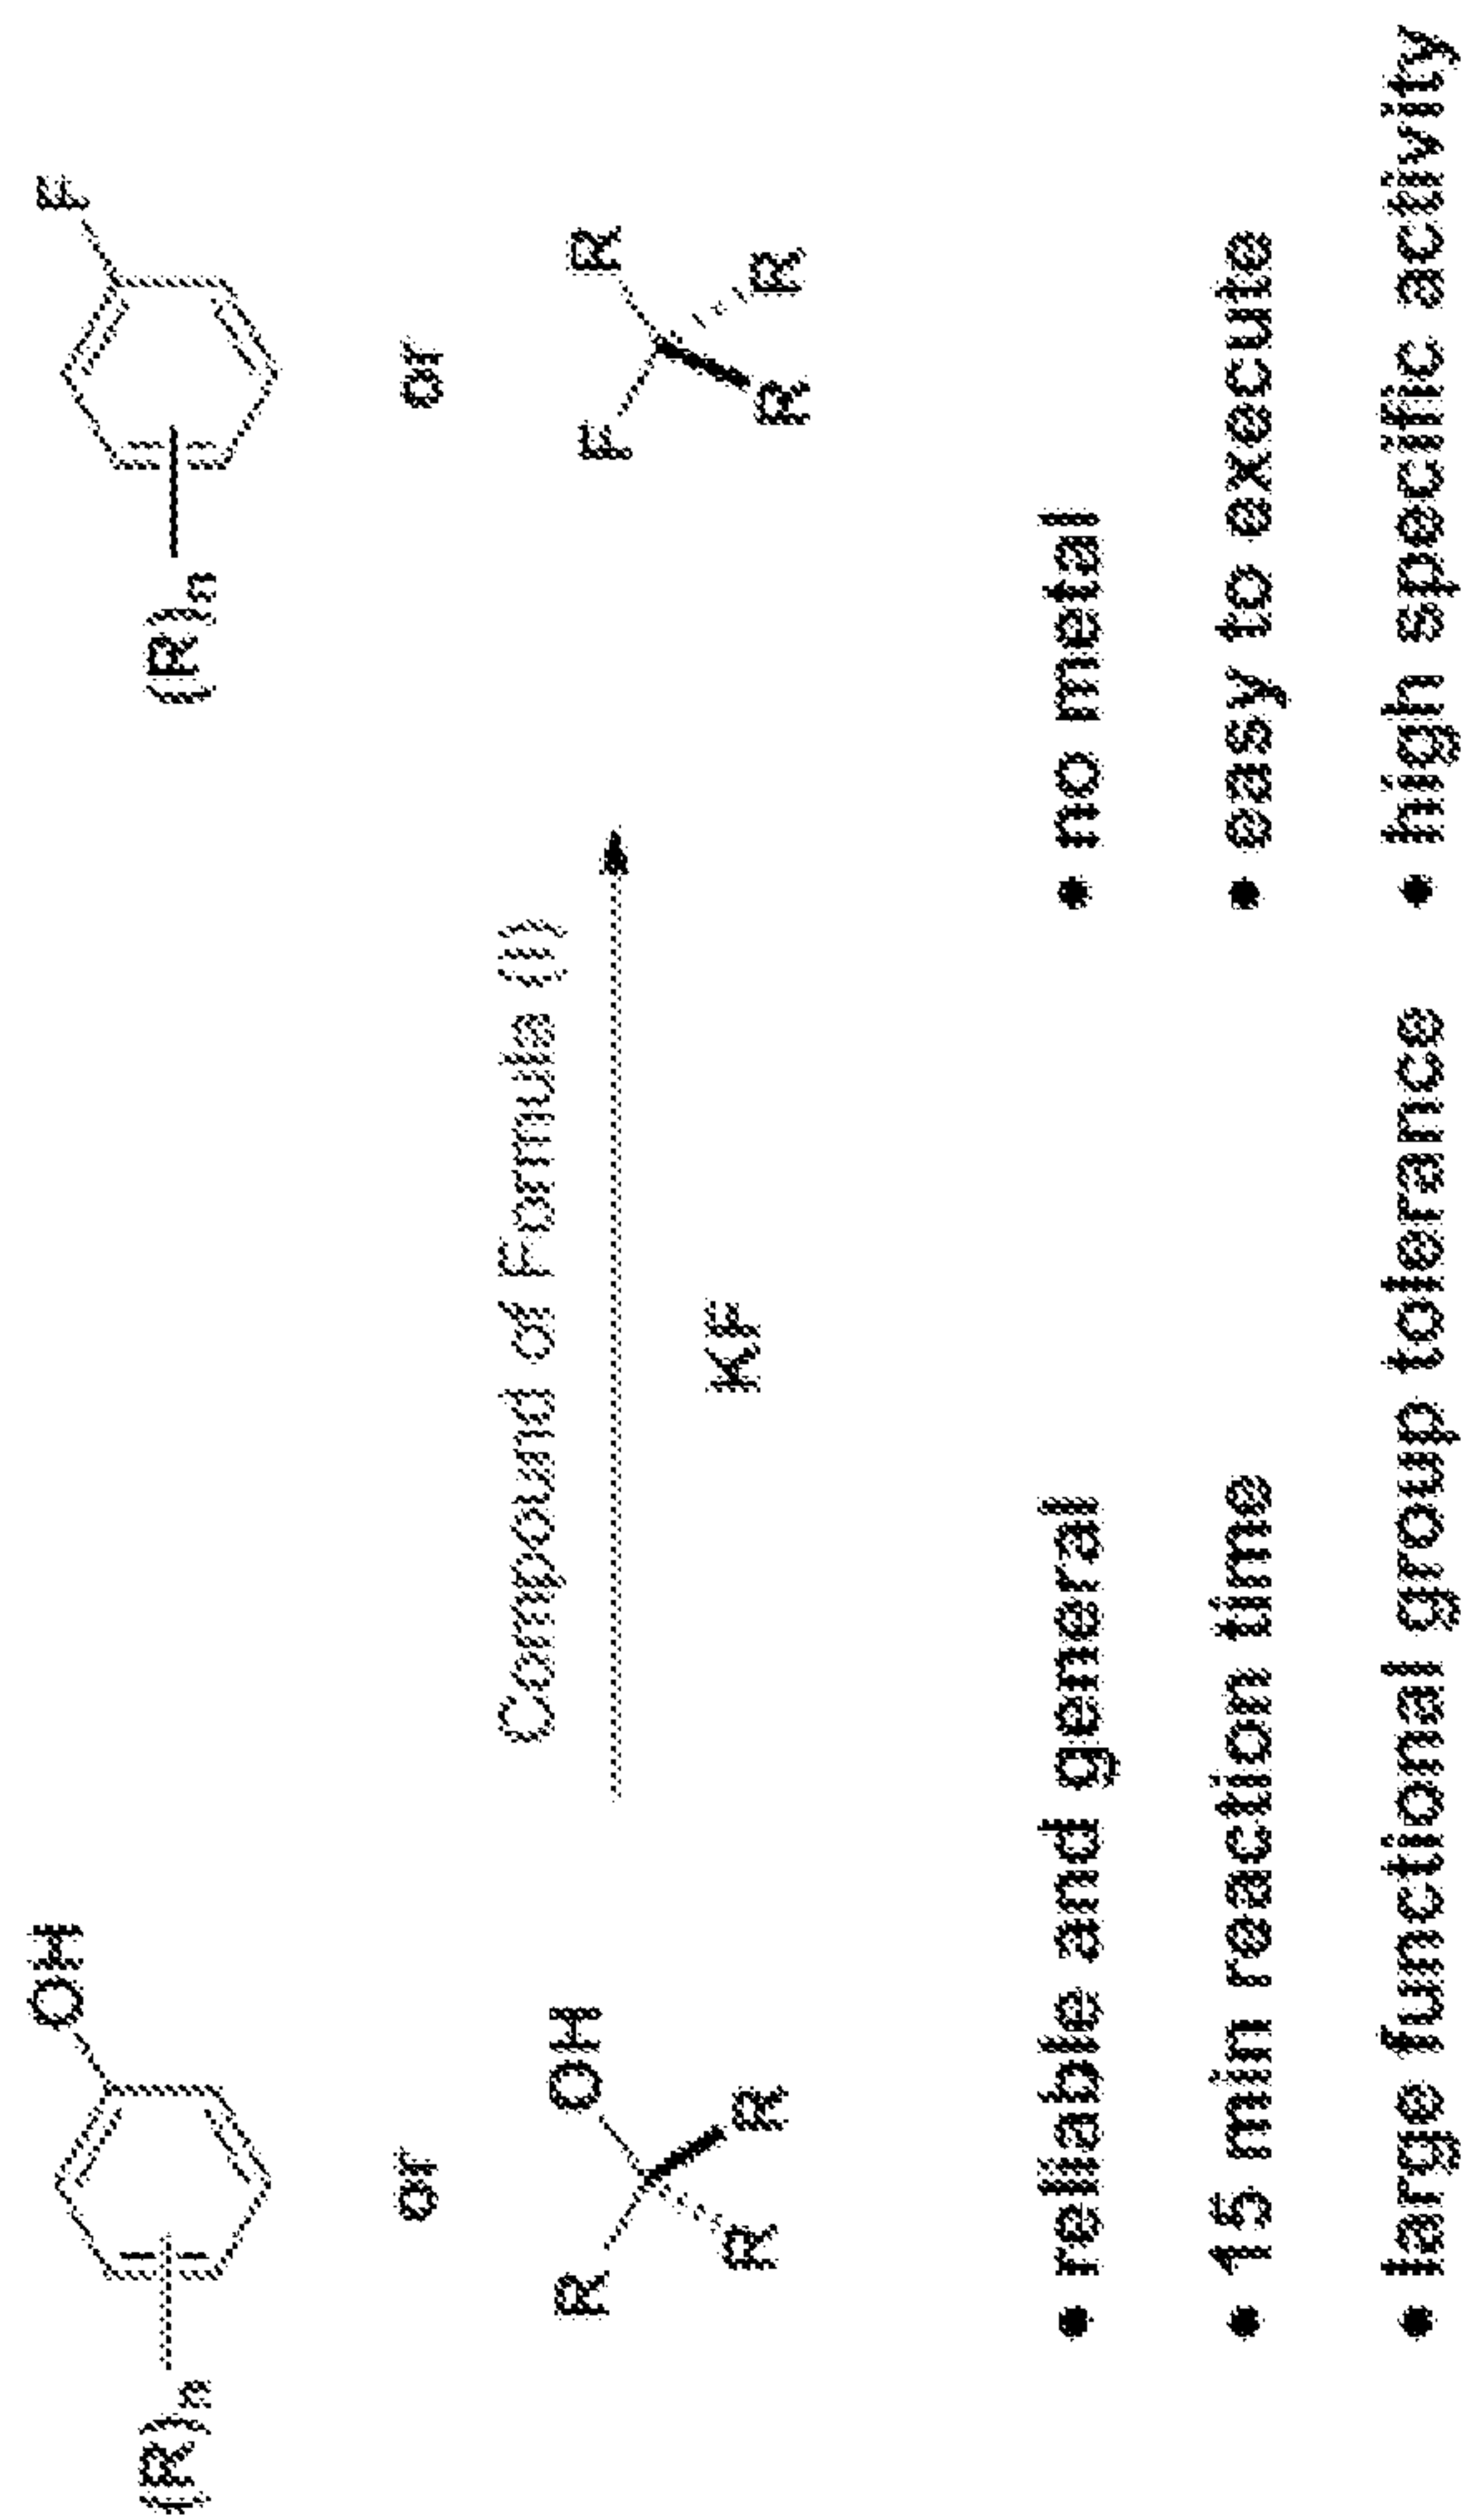 OH F
(R)n (R)n
or Compound of Formula (I) or
R OH F R
KF
R R R R
• reliable and general • no metal
• 15 min reaction time • easy to execute
• large functional group tolerance • high specific activity